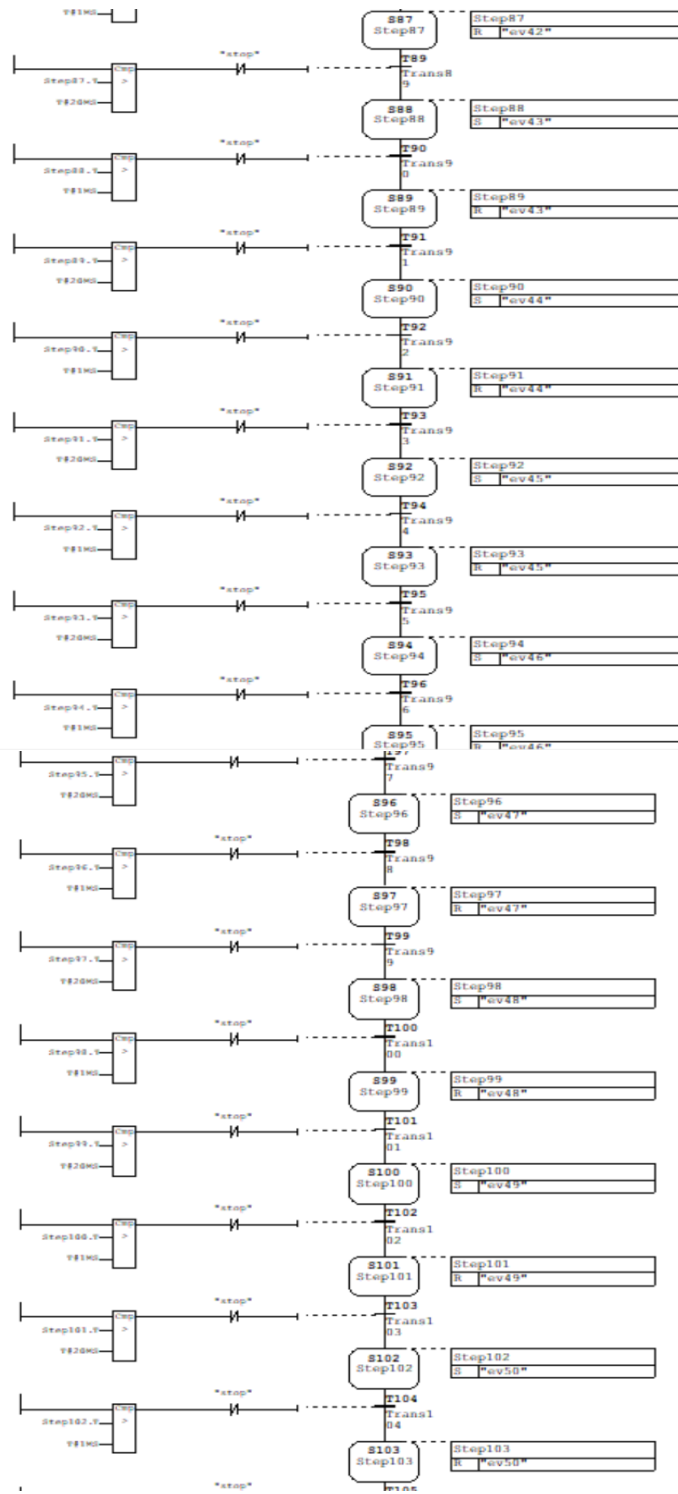 T#1MS
S87
Step87
Step87
R "ev42"
"stop"
Cmp
>
Step87.T
T#20MS
T89
Trans8
9
S88
Step88
Step88
S "ev43"
"stop"
Cmp
>
Step88.T
T#1MS
T90
Trans9
0
S89
Step89
Step89
R "ev43"
"stop"
Cmp
>
Step89.T
T#20MS
T91
Trans9
1
S90
Step90
Step90
S "ev44"
"stop"
Cmp
>
Step90.T
T#1MS
T92
Trans9
2
S91
Step91
Step91
R "ev44"
"stop"
Cmp
>
Step91.T
T#20MS
T93
Trans9
3
S92
Step92
Step92
S "ev45"
"stop"
Cmp
>
Step92.T
T#1MS
T94
Trans9
4
S93
Step93
Step93
R "ev45"
"stop"
Cmp
>
Step93.T
T#20MS
T95
Trans9
5
S94
Step94
Step94
S "ev46"
"stop"
Cmp
>
Step94.T
T#1MS
T96
Trans9
6
S95
Step95
Step95
R "ev46"
Step95.T
T#20MS
T97
Trans9
7
S96
Step96
Step96
S "ev47"
"stop"
Cmp
>
Step96.T
T#1MS
T98
Trans9
8
S97
Step97
Step97
R "ev47"
"stop"
Cmp
>
Step97.T
T#20MS
T99
Trans9
9
S98
Step98
Step98
S "ev48"
"stop"
Cmp
>
Step98.T
T#1MS
T100
Trans1
00
S99
Step99
Step99
R "ev48"
"stop"
Cmp
>
Step99.T
T#20MS
T101
Trans1
01
S100
Step100
Step100
S "ev49"
"stop"
Cmp
>
Step100.T
T#1MS
T102
Trans1
02
S101
Step101
Step101
R "ev49"
"stop"
Cmp
>
Step101.T
T#20MS
T103
Trans1
03
S102
Step102
Step102
S "ev50"
"stop"
Cmp
>
Step102.T
T#1MS
T104
Trans1
04
S103
Step103
Step103
R "ev50"
"stop"
T105